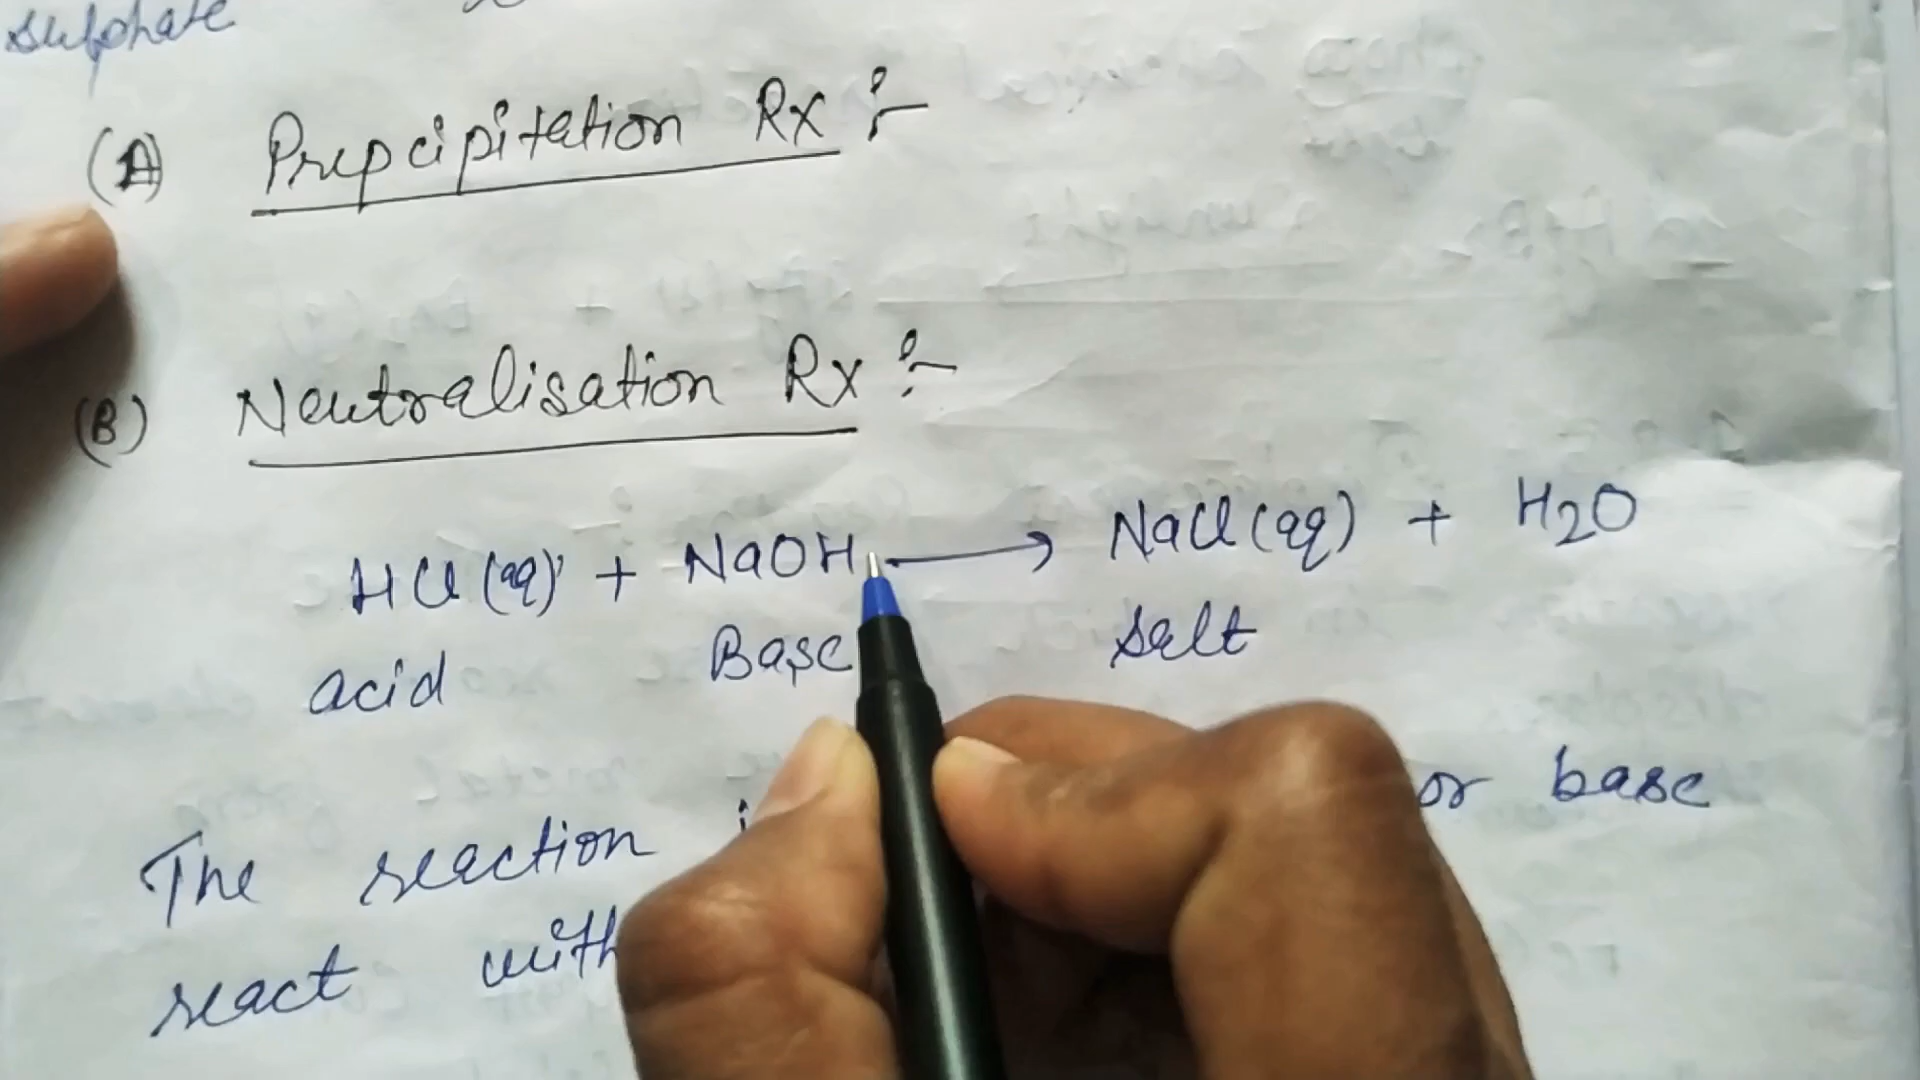 sulphate
(A) Prepcipitation Rx :-
(B) Neutralisation Rx :-
HCl (aq) + NaOH → NaCl (aq) + H2O
acid Base Salt
The reaction or base
react with